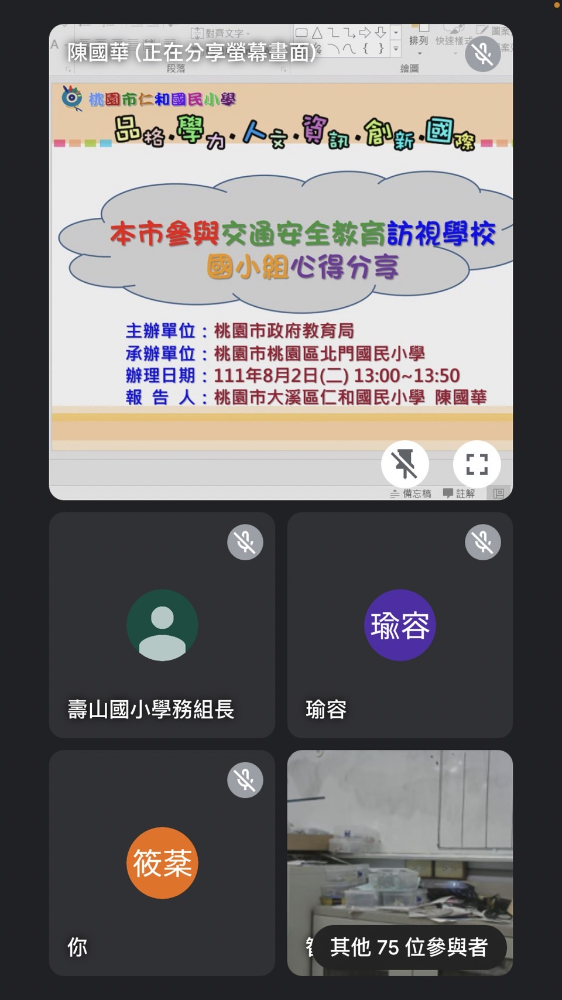 對齊文字
排列
快速樣式
圖案
陳國華 (正在分享螢幕畫面)
段落
繪圖
桃園市仁和國民小學
品格·學力·人文·資訊·創新·國際
本市參與交通安全教育訪視學校
國小組心得分享
主辦單位：桃園市政府教育局
承辦單位：桃園市桃園區北門國民小學
辦理日期：111年8月2日(二) 13:00~13:50
報 告 人：桃園市大溪區仁和國民小學 陳國華
備忘稿
註解
瑜容
壽山國小學務組長
瑜容
筱棻
你
其他 75 位參與者